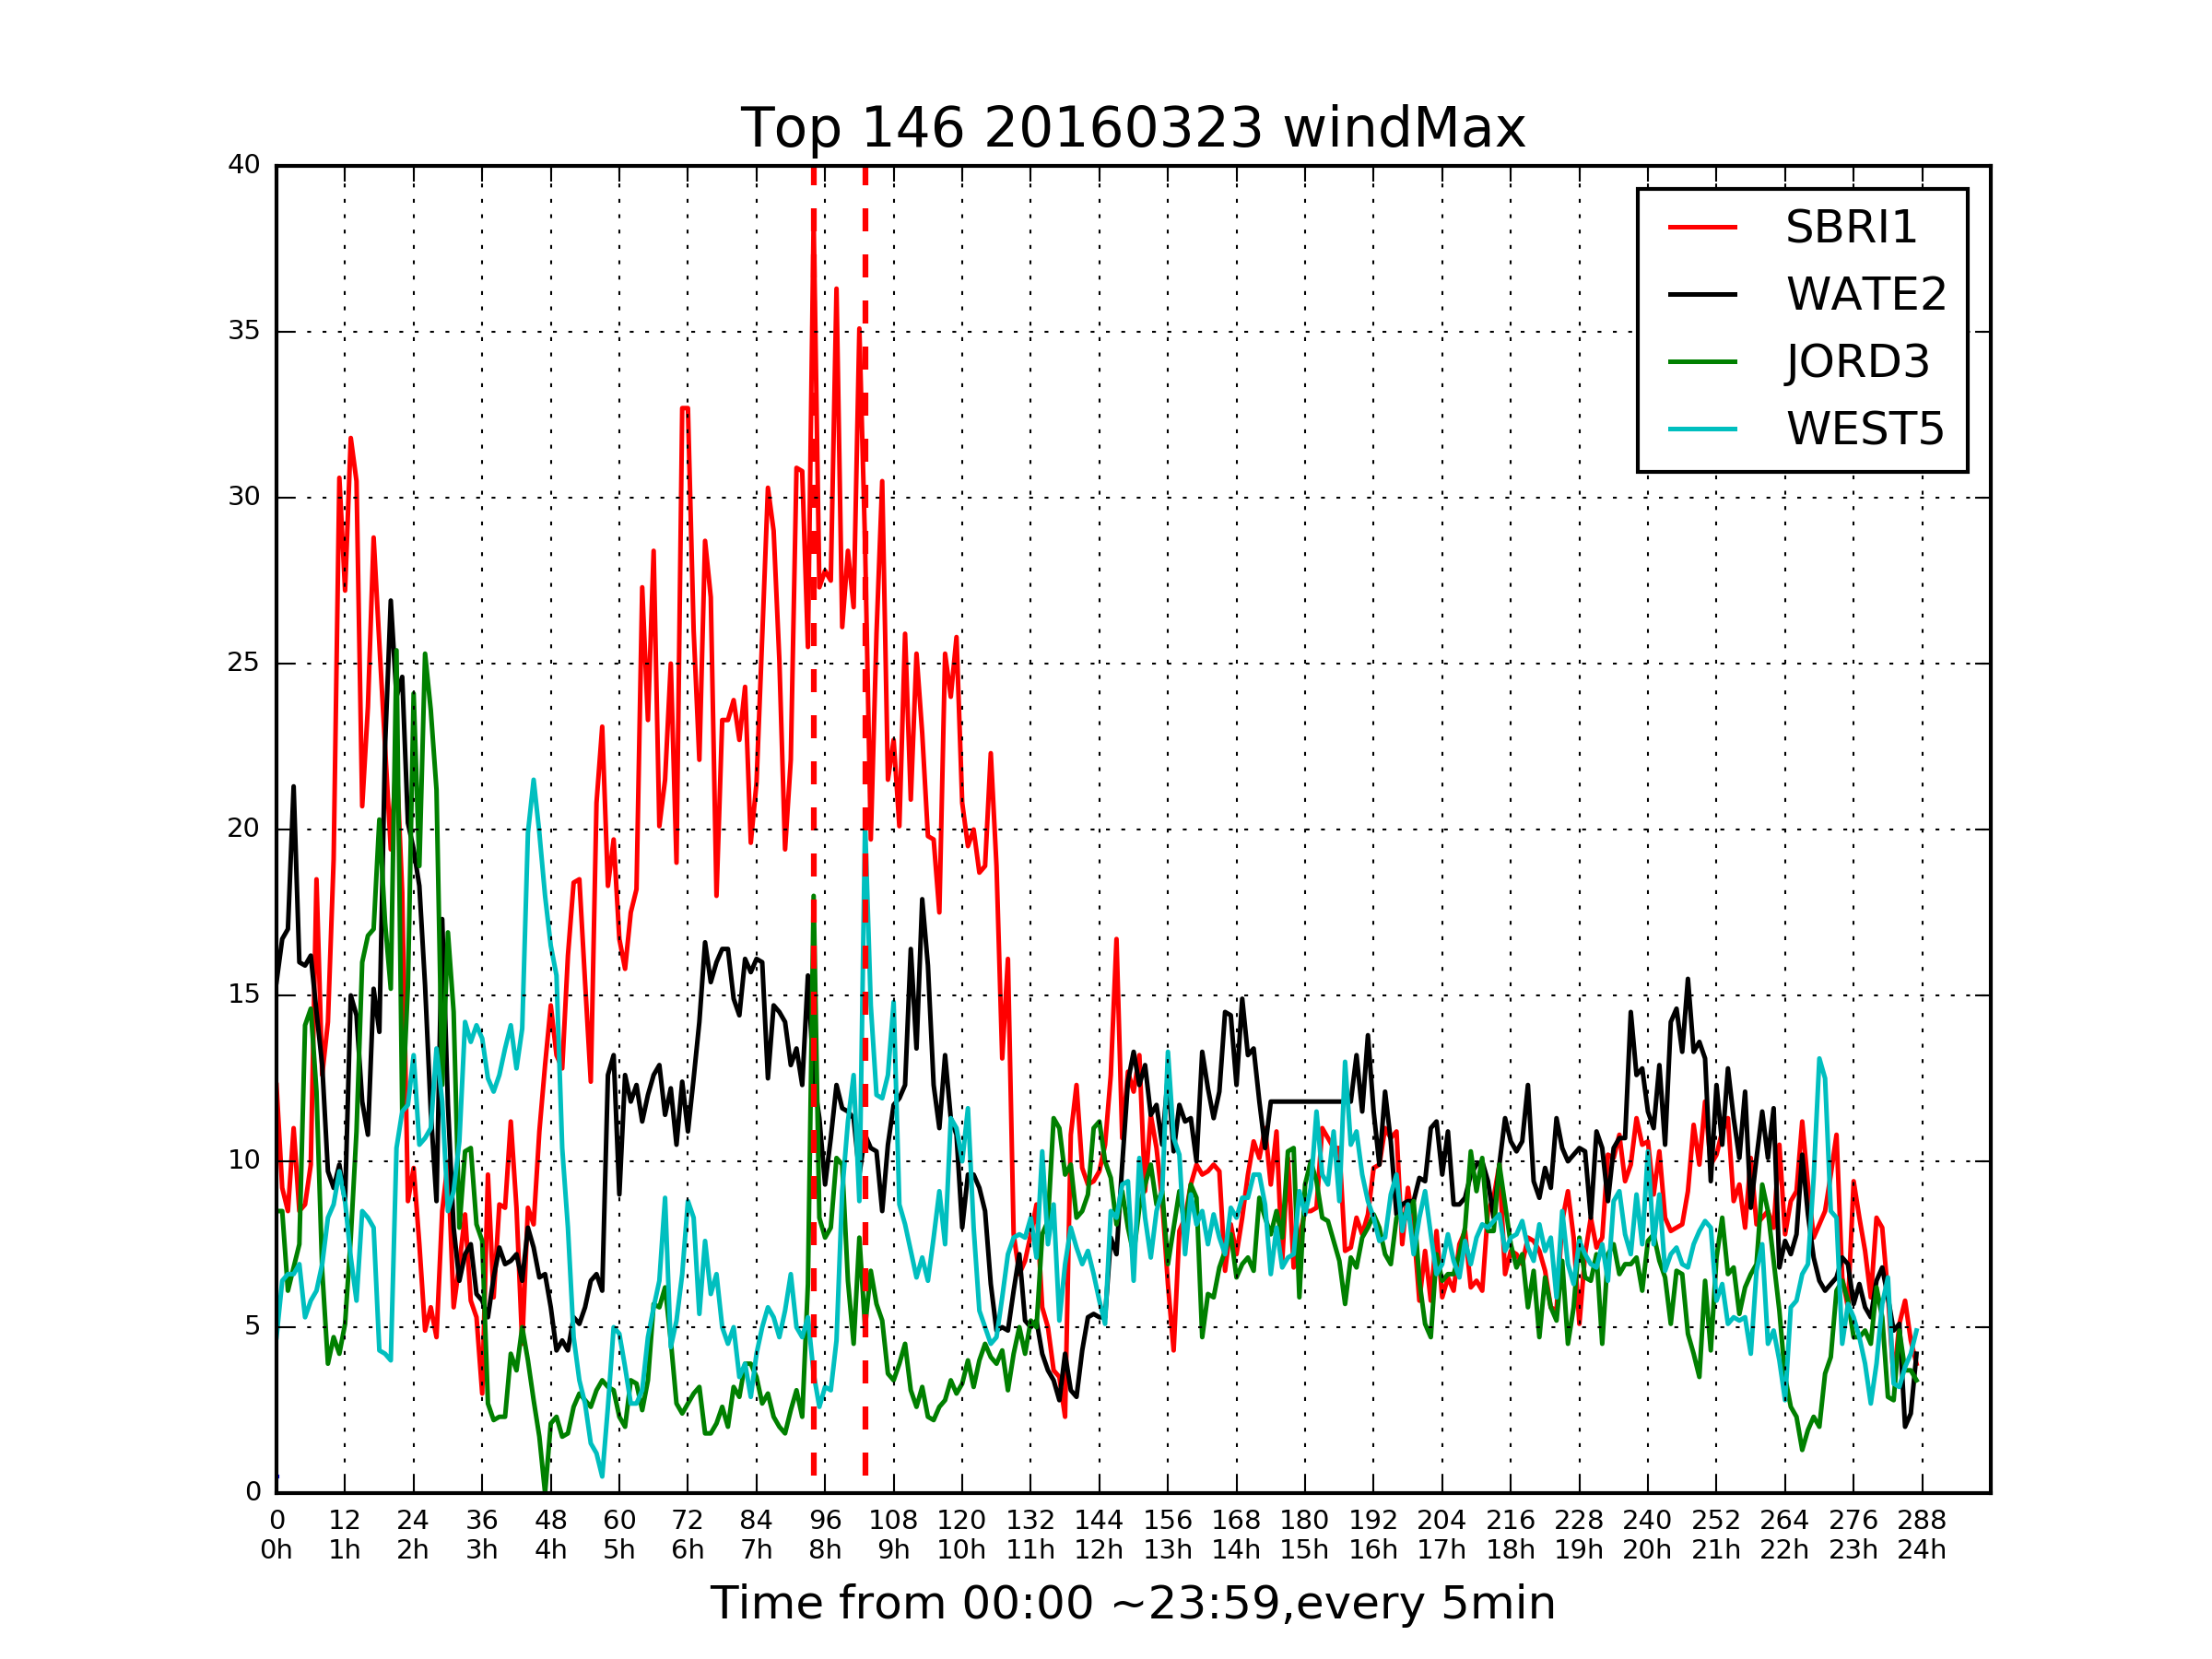 Top 146 20160323 windMax
SBRI1
WATE2
JORD3
WEST5
40
35
30
25
20
15
10
5
0
0 12 24 36 48 60 72 84 96 108 120 132 144 156 168 180 192 204 216 228 240 252 264 276 288
0h 1h 2h 3h 4h 5h 6h 7h 8h 9h 10h 11h 12h 13h 14h 15h 16h 17h 18h 19h 20h 21h 22h 23h 24h
Time from 00:00 ~23:59,every 5min